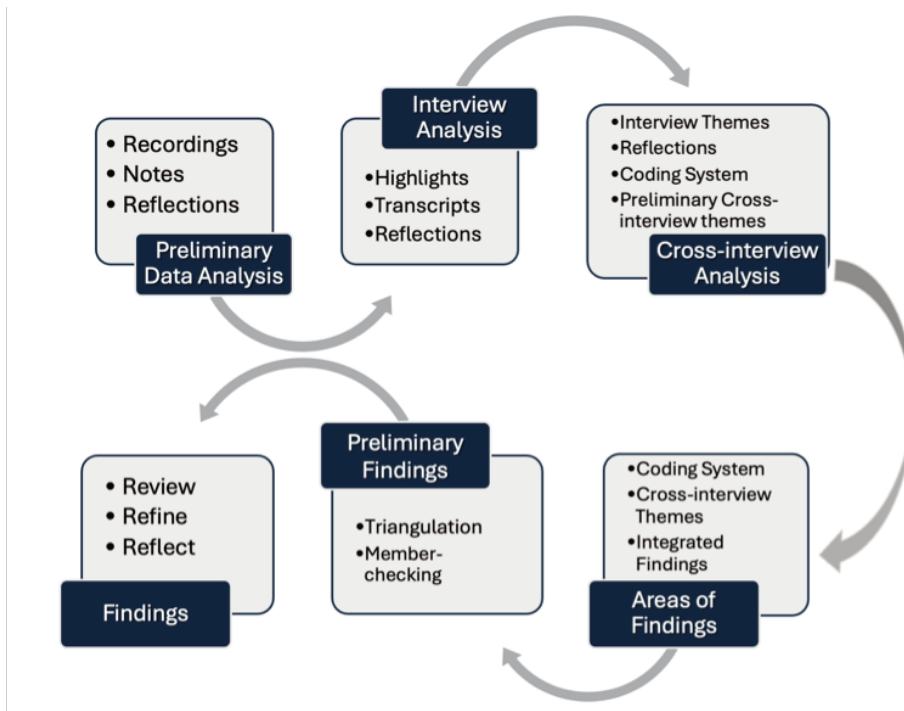 • Recordings
• Notes
• Reflections
Preliminary
Data Analysis
Interview
Analysis
•Highlights
•Transcripts
•Reflections
•Interview Themes
•Reflections
•Coding System
•Preliminary Cross-
interview themes
Cross-interview
Analysis
•Coding System
•Cross-interview
Themes
•Integrated
Findings
Areas of
Findings
Preliminary
Findings
•Triangulation
•Member-
checking
• Review
• Refine
• Reflect
Findings